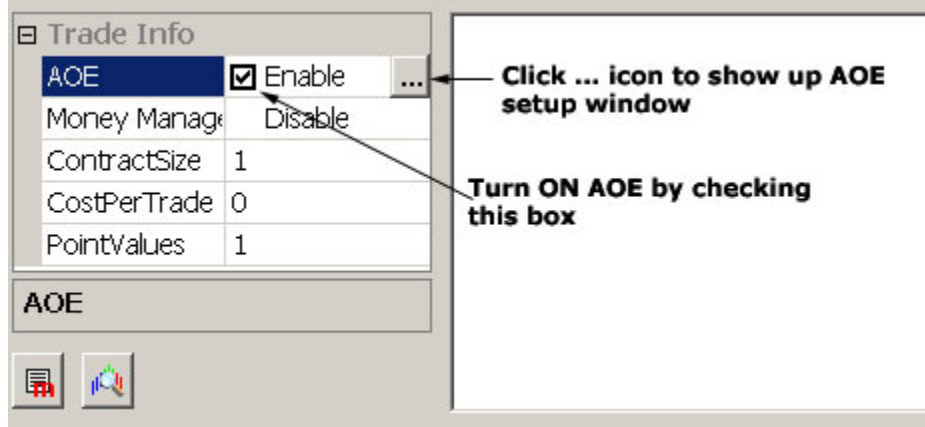 Trade Info
AOE Enable ...
Click ... icon to show up AOE
setup window
Money Manage Disable
ContractSize 1
CostPerTrade 0
PointValues 1
Turn ON AOE by checking
this box
AOE
m